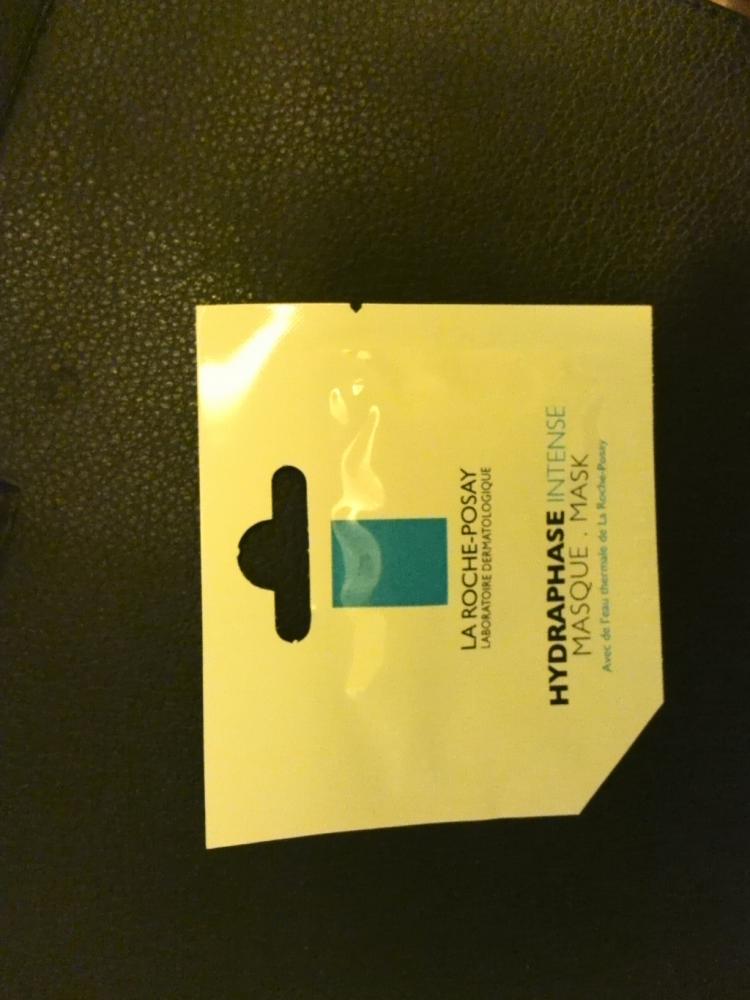 LA ROCHE-POSAY
LABORATOIRE DERMATOLOGIQUE
HYDRAPHASE INTENSE
MASQUE . MASK
Avec de l'eau thermale de La Roche-Posay